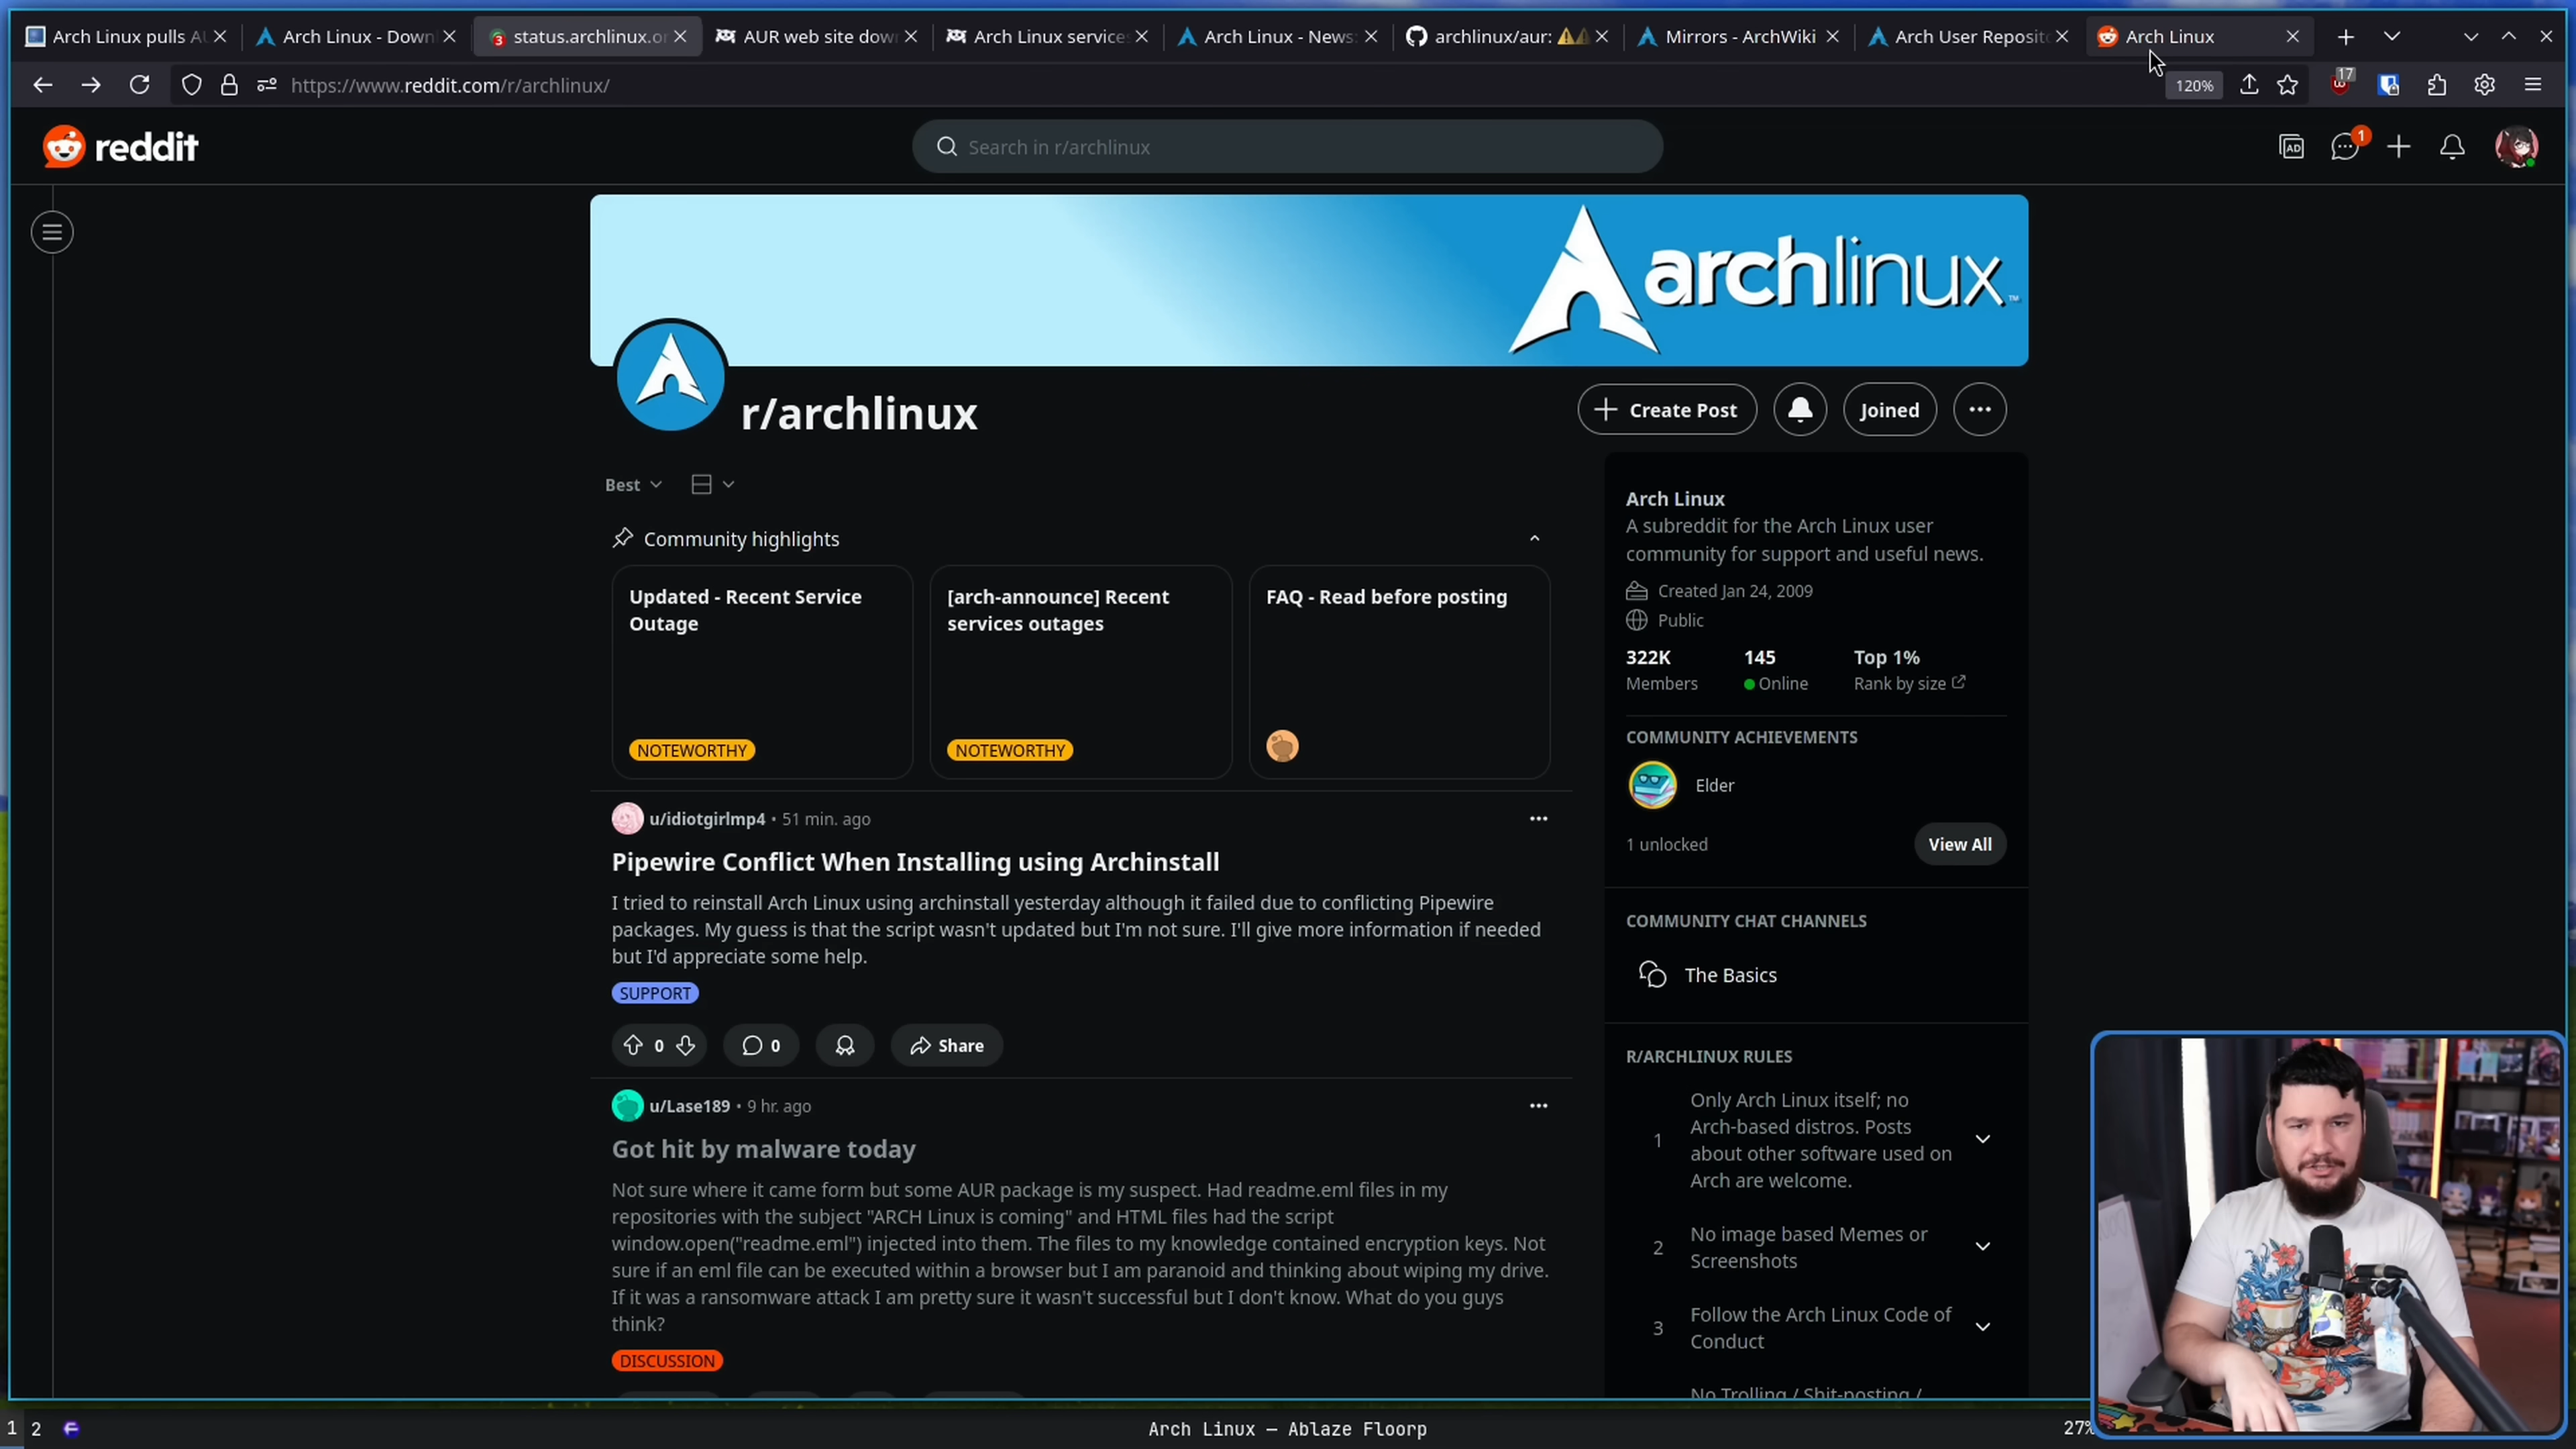 Arch Linux pulls AU
Arch Linux - Down
3 status.archlinux.or
AUR web site dow
Arch Linux service
Arch Linux - News:
archlinux/aur:
Mirrors - ArchWiki
Arch User Reposit
Arch Linux
https://www.reddit.com/r/archlinux/
120%
17
reddit
Search in r/archlinux
AD
1
archlinux™
r/archlinux
Create Post
Joined
Best
Community highlights
Updated - Recent Service
Outage
NOTEWORTHY
[arch-announce] Recent
services outages
NOTEWORTHY
FAQ - Read before posting
u/idiotgirlmp4 • 51 min. ago
Pipewire Conflict When Installing using Archinstall
I tried to reinstall Arch Linux using archinstall yesterday although it failed due to conflicting Pipewire
packages. My guess is that the script wasn't updated but I'm not sure. I'll give more information if needed
but I'd appreciate some help.
SUPPORT
0
0
Share
u/Lase189 • 9 hr. ago
Got hit by malware today
Not sure where it came form but some AUR package is my suspect. Had readme.eml files in my
repositories with the subject "ARCH Linux is coming" and HTML files had the script
window.open("readme.eml") injected into them. The files to my knowledge contained encryption keys. Not
sure if an eml file can be executed within a browser but I am paranoid and thinking about wiping my drive.
If it was a ransomware attack I am pretty sure it wasn't successful but I don't know. What do you guys
think?
DISCUSSION
Arch Linux
A subreddit for the Arch Linux user
community for support and useful news.
Created Jan 24, 2009
Public
322K
Members
145
Online
Top 1%
Rank by size
COMMUNITY ACHIEVEMENTS
Elder
1 unlocked
View All
COMMUNITY CHAT CHANNELS
The Basics
R/ARCHLINUX RULES
1
Only Arch Linux itself; no
Arch-based distros. Posts
about other software used on
Arch are welcome.
2
No image based Memes or
Screenshots
3
Follow the Arch Linux Code of
Conduct
No Trolling / Shit-posting /
1 2
Arch Linux — Ablaze Floorp
27%